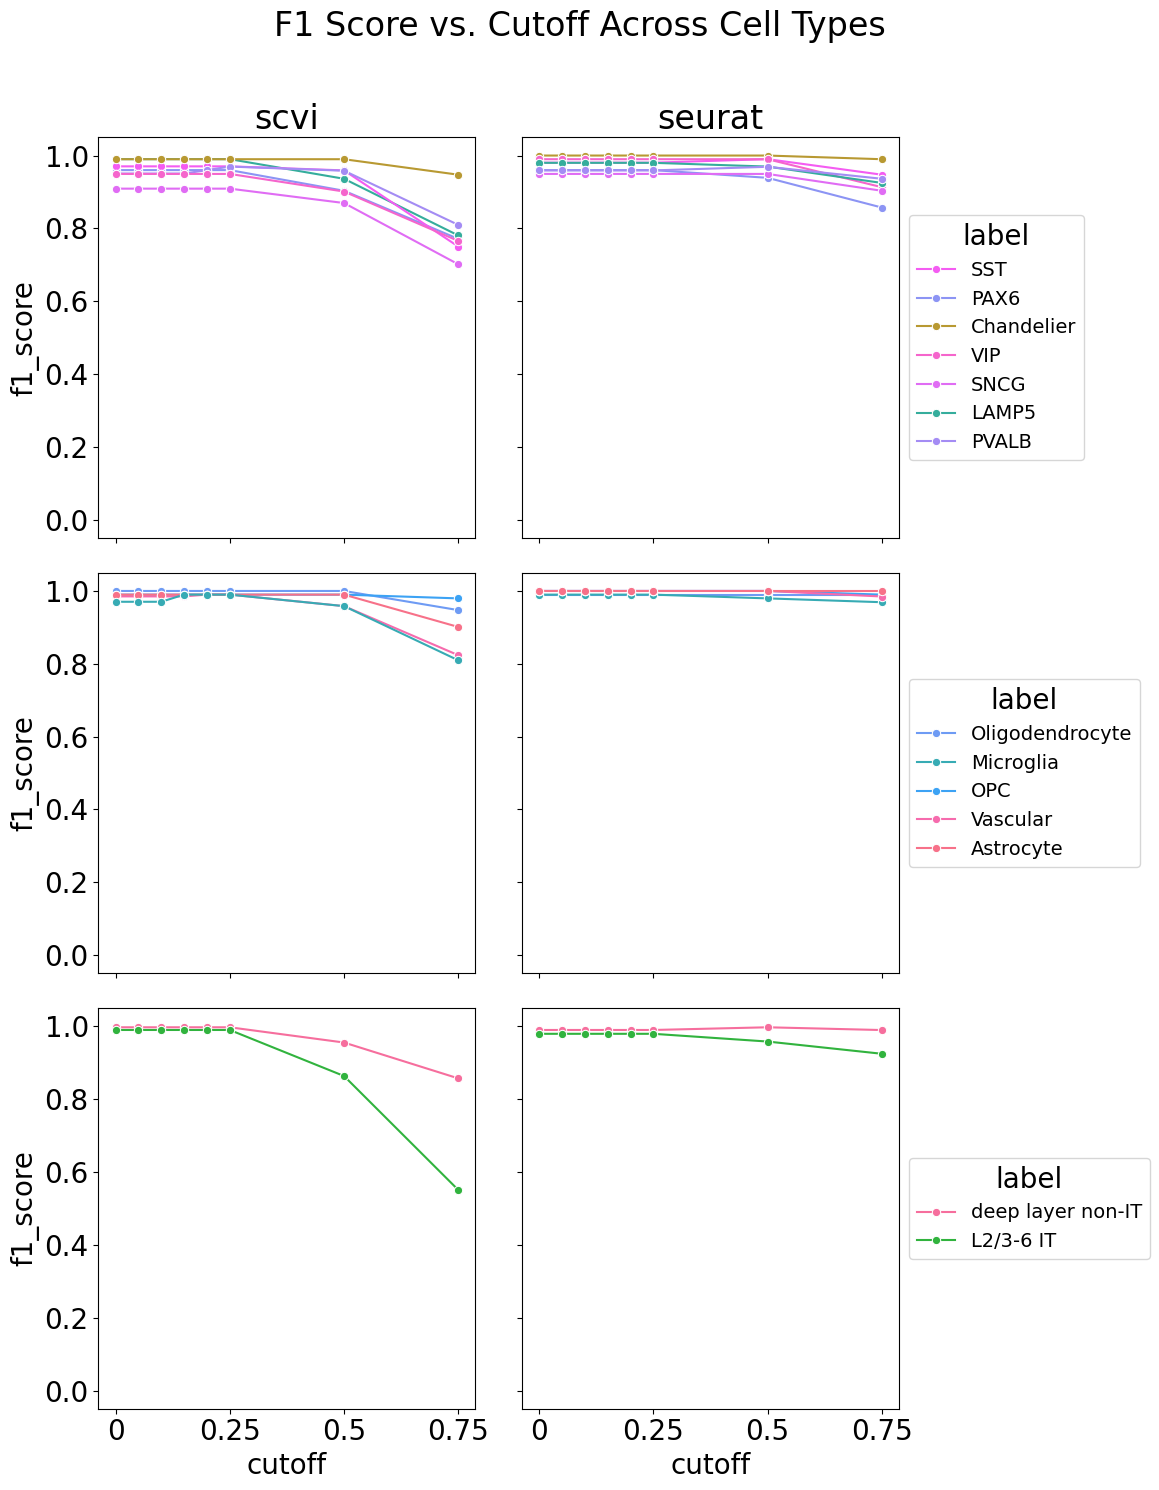 F1 Score vs. Cutoff Across Cell Types
scvi
seurat
f1_score
1.0
0.8
0.6
0.4
0.2
0.0
label
SST
PAX6
Chandelier
VIP
SNCG
LAMP5
PVALB
f1_score
1.0
0.8
0.6
0.4
0.2
0.0
label
Oligodendrocyte
Microglia
OPC
Vascular
Astrocyte
f1_score
1.0
0.8
0.6
0.4
0.2
0.0
label
deep layer non-IT
L2/3-6 IT
0 0.25 0.5 0.75
cutoff
0 0.25 0.5 0.75
cutoff